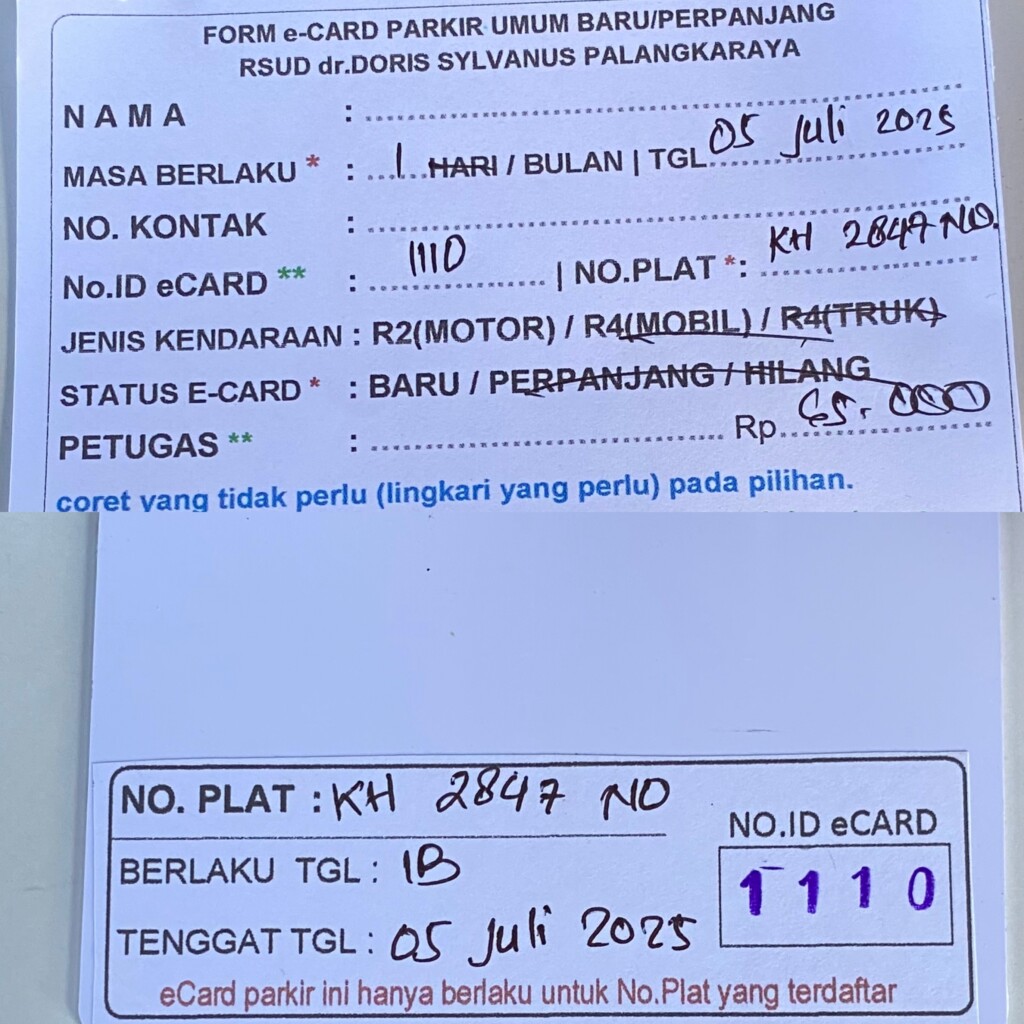 FORM e-CARD PARKIR UMUM BARU/PERPANJANG
RSUD dr.DORIS SYLVANUS PALANGKARAYA
N A M A :
MASA BERLAKU * : 1 HARI / BULAN | TGL. 05 Juli 2025
NO. KONTAK :
No.ID eCARD ** : 1110 | NO.PLAT *: KH 2847 NO.
JENIS KENDARAAN : R2(MOTOR) / R4(MOBIL) / R4(TRUK)
STATUS E-CARD * : BARU / PERPANJANG / HILANG
PETUGAS ** : Rp. 65.000
coret yang tidak perlu (lingkari yang perlu) pada pilihan.
NO. PLAT : KH 2847 NO
NO.ID eCARD
BERLAKU TGL : 1B
1110
TENGGAT TGL : 05 Juli 2025
eCard parkir ini hanya berlaku untuk No.Plat yang terdaftar